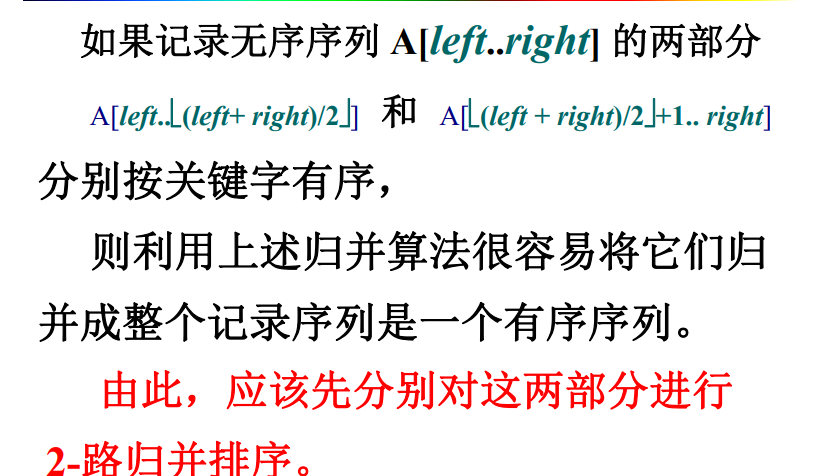 如果记录无序序列 A[left..right] 的两部分
A[left..⌊(left+ right)/2⌋] 和 A[⌊(left + right)/2⌋+1.. right]
分别按关键字有序，
则利用上述归并算法很容易将它们归
并成整个记录序列是一个有序序列。
由此，应该先分别对这两部分进行
2-路归并排序。